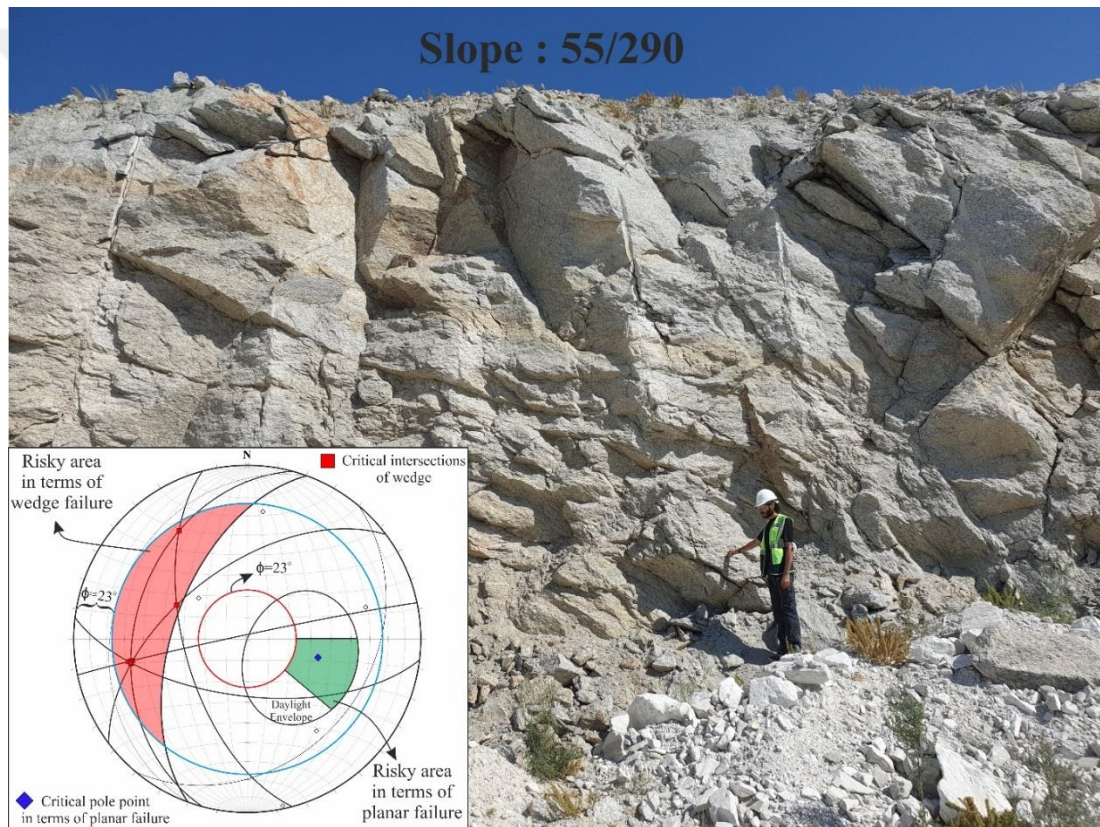 Slope : 55/290
N
Risky area
in terms of
wedge failure
Critical intersections
of wedge
ϕ=23°
ϕ=23°
Daylight
Envelope
Risky area
in terms of
planar failure
Critical pole point
in terms of planar failure